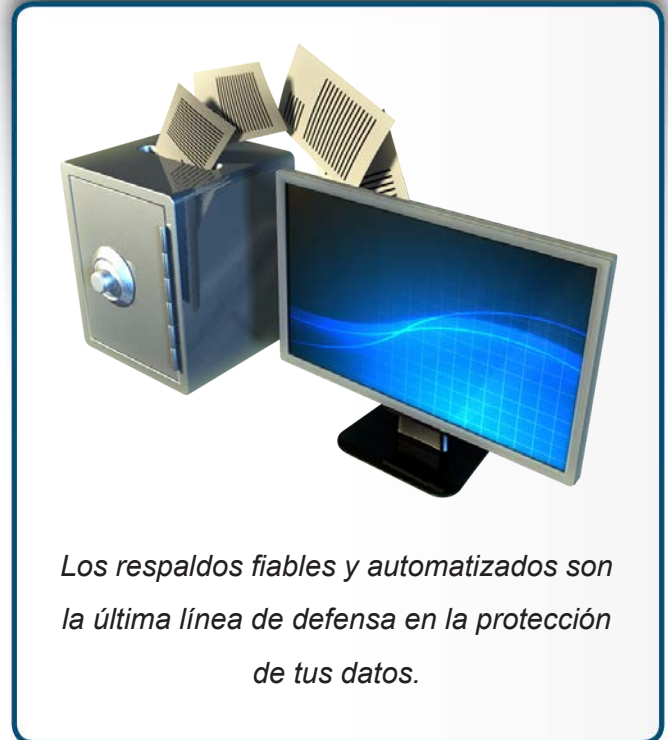 Los respaldos fiables y automatizados son
la última línea de defensa en la protección
de tus datos.